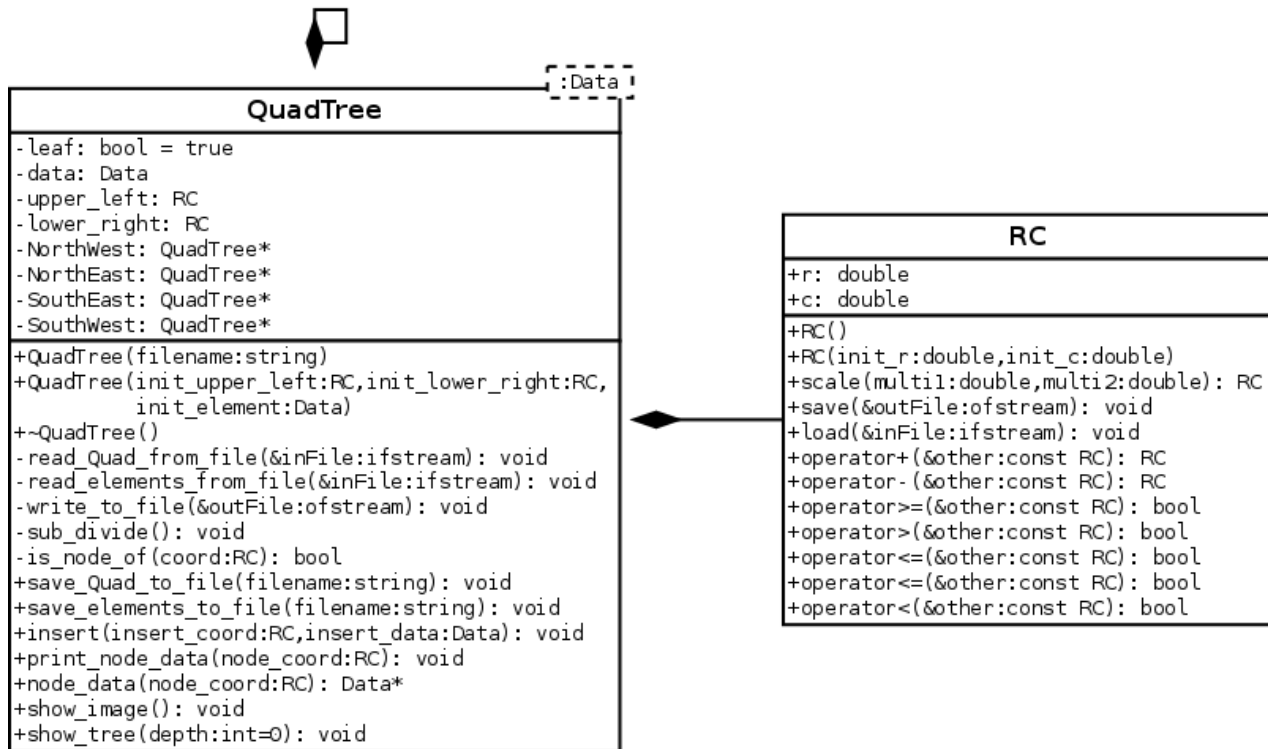 :Data
QuadTree
-leaf: bool = true
-data: Data
-upper_left: RC
-lower_right: RC
-NorthWest: QuadTree*
-NorthEast: QuadTree*
-SouthEast: QuadTree*
-SouthWest: QuadTree*
+QuadTree(filename:string)
+QuadTree(init_upper_left:RC,init_lower_right:RC,
init_element:Data)
+~QuadTree()
-read_Quad_from_file(&inFile:ifstream): void
-read_elements_from_file(&inFile:ifstream): void
-write_to_file(&outFile:ofstream): void
-sub_divide(): void
-is_node_of(coord:RC): bool
+save_Quad_to_file(filename:string): void
+save_elements_to_file(filename:string): void
+insert(insert_coord:RC,insert_data:Data): void
+print_node_data(node_coord:RC): void
+node_data(node_coord:RC): Data*
+show_image(): void
+show_tree(depth:int=0): void
RC
+r: double
+c: double
+RC()
+RC(init_r:double,init_c:double)
+scale(multi1:double,multi2:double): RC
+save(&outFile:ofstream): void
+load(&inFile:ifstream): void
+operator+(&other:const RC): RC
+operator-(&other:const RC): RC
+operator>=(&other:const RC): bool
+operator>(&other:const RC): bool
+operator<=(&other:const RC): bool
+operator<=(&other:const RC): bool
+operator<(&other:const RC): bool